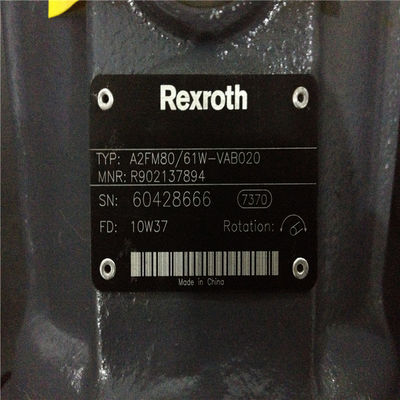 Rexroth
TYP: A2FM80/61W-VAB020
MNR: R902137894
SN: 60428666 7370
FD: 10W37 Rotation:
Made in China